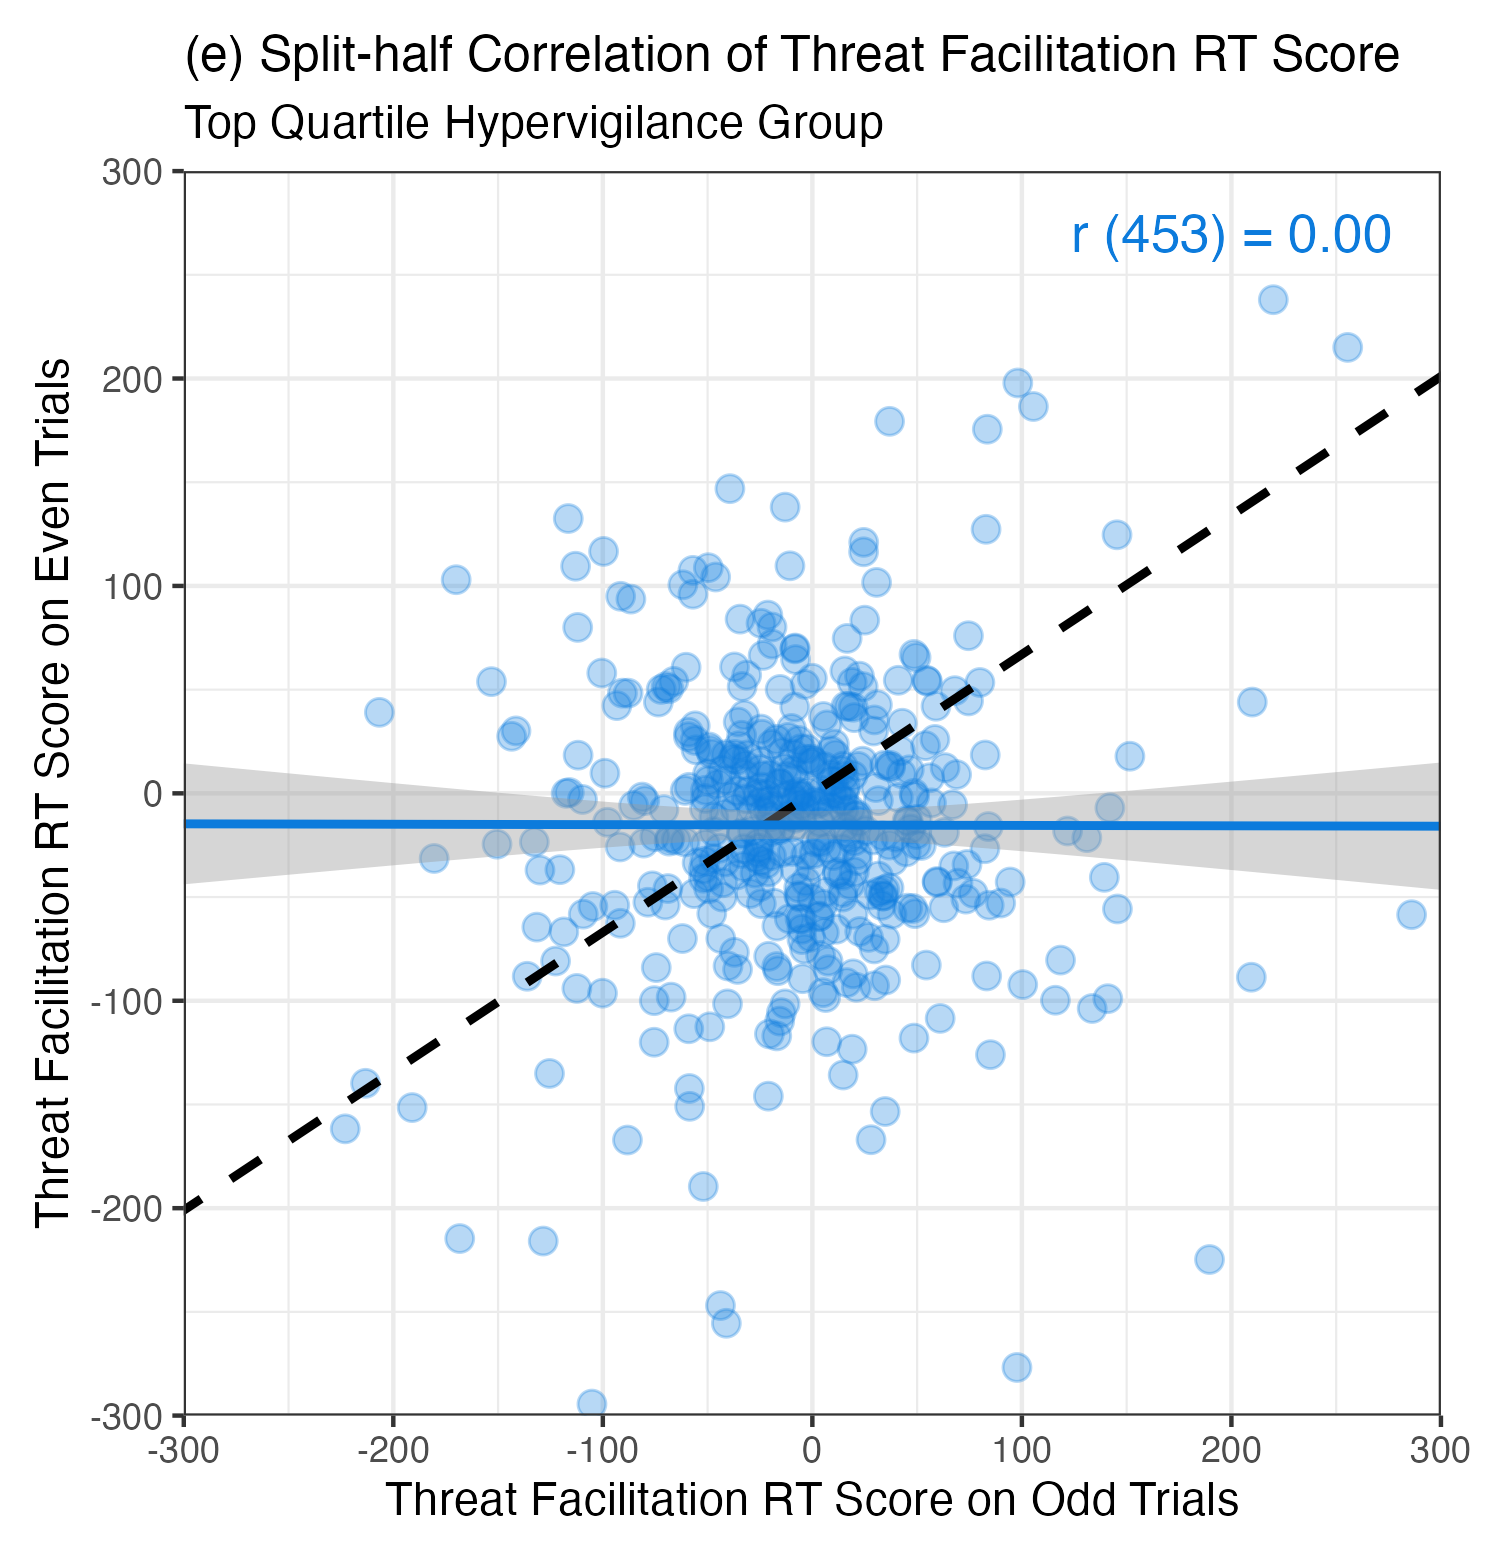 (e) Split-half Correlation of Threat Facilitation RT Score
Top Quartile Hypervigilance Group
r (453) = 0.00
Threat Facilitation RT Score on Even Trials
300
200
100
0
-100
-200
-300
-300 -200 -100 0 100 200 300
Threat Facilitation RT Score on Odd Trials